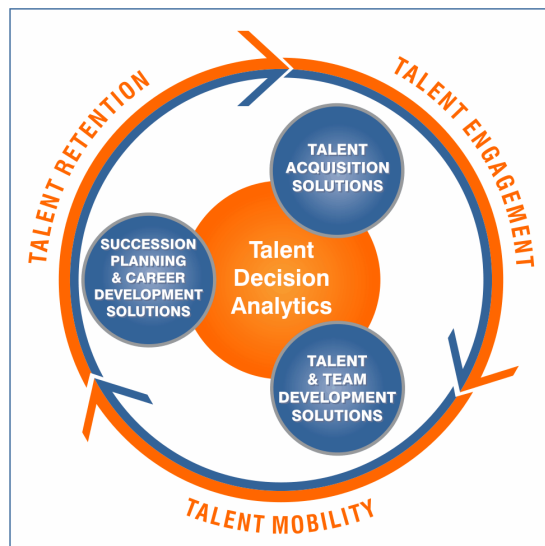 TALENT RETENTION
TALENT ENGAGEMENT
TALENT
ACQUISITION
SOLUTIONS
SUCCESSION
PLANNING
& CAREER
DEVELOPMENT
SOLUTIONS
Talent
Decision
Analytics
TALENT
& TEAM
DEVELOPMENT
SOLUTIONS
TALENT MOBILITY